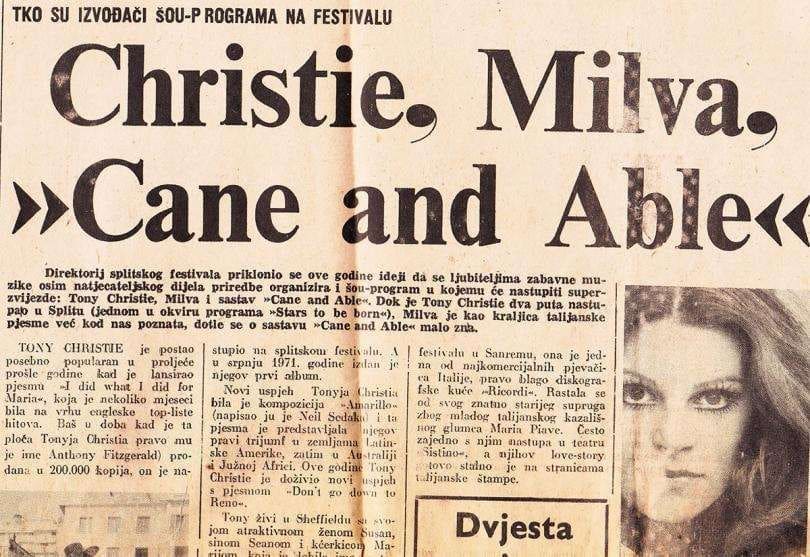 TKO SU IZVOĐAČI ŠOU-PROGRAMA NA FESTIVALU
Christie, Milva,
»Cane and Able«
Direktorij splitskog festivala priklonio se ove godine ideji da se ljubiteljima zabavne mu-
zike osim natjecateljskog dijela priredbe organizira i šou-program u kojemu će nastupiti super-
zvijezde: Tony Christie, Milva i sastav »Cane and Able«. Dok je Tony Christie dva puta nastu-
pao u Splitu (jednom u okviru programa »Stars to be born«), Milva je kao kraljica talijanske
pjesme već kod nas poznata, dotle se o sastavu »Cane and Able« malo zna.
TONY CHRISTIE je postao
posebno popularan u proljeće
prošle godine kad je lansirao
pjesmu »I did what I did for
Maria«, koja je nekoliko mjeseci
bila na vrhu engleske top-liste
hitova. Baš u doba kad je ta
ploča Tonyja Christia pravo mu
je ime Anthony Fitzgerald) pro-
dana u 200.000 kopija, on je na-
stupio na splitskom festivalu. A
u srpnju 1971. godine izdan je
njegov prvi album.
Novi uspjeh Tonyja Christia
bila je kompozicija »Amarillo«
(napisao ju je Neil Sedaka) i ta
pjesma je predstavljala njegov
pravi trijumf u zemljama Latin-
ske Amerike, zatim u Australiji
i Južnoj Africi. Ove godine Tony
Christie je doživio novi uspjeh
s pjesmom »Don't go down to
Reno«.
Tony živi u Sheffieldu sa svo-
jom atraktivnom ženom Susan,
sinom Seanom i kćerkicom Ma-
rijom koja je
festivalu u Sanremu, ona je jed-
na od najkomercijalnih pjevači-
ca Italije, pravo blago diskogra-
fske kuće »Ricordi«. Rastala se
od svog znatno starijeg supruga
zbog mladog talijanskog kazališ-
nog glumca Maria Piave. Često
zajedno s njim nastupa u teatru
»Sistino«, a njihov love-story
gotovo stalno je na stranicama
talijanske štampe.
Dvjesta